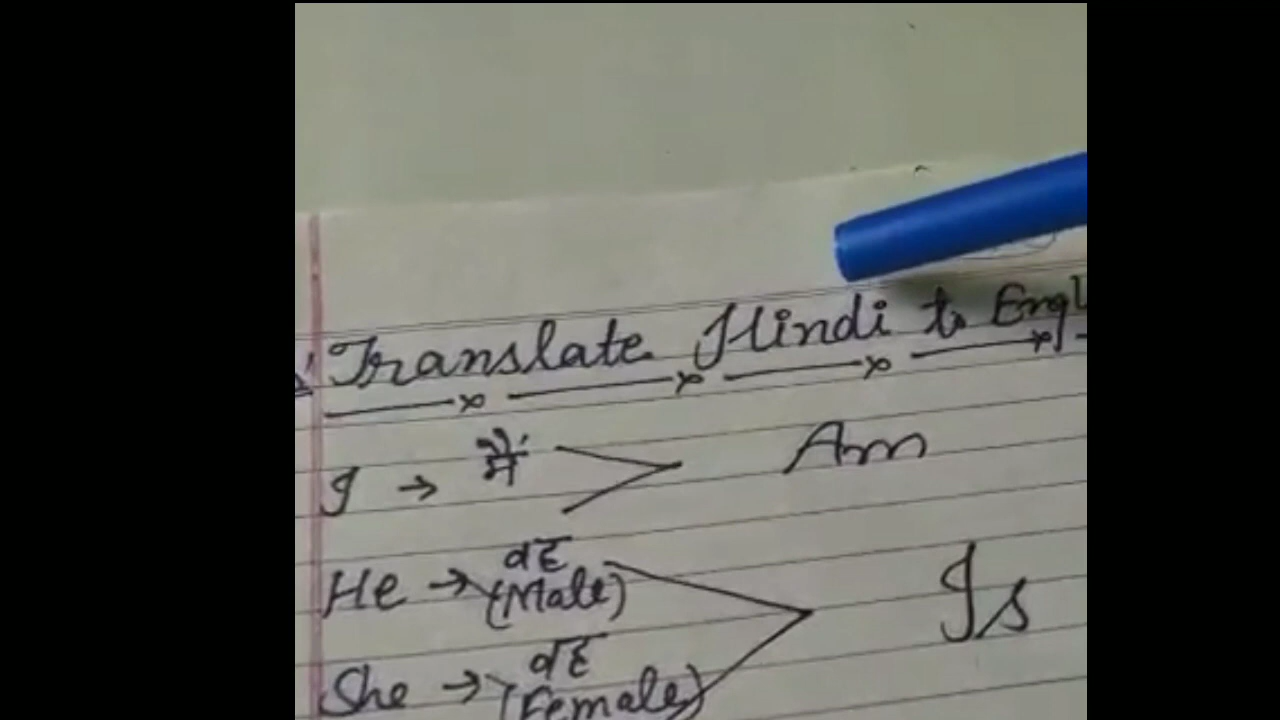 Translate Hindi to Engl
I → मैं > Am
He → वह (Male) > Is
She → वह (Female)